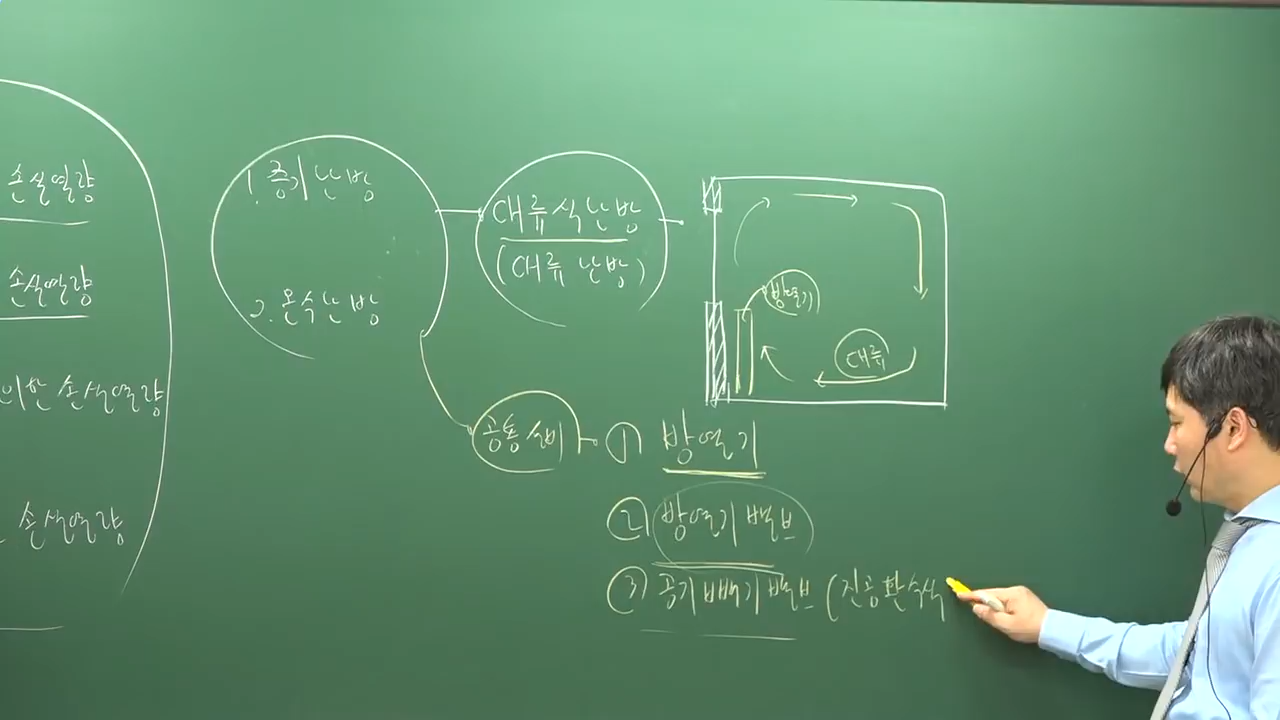 손실열량
손실열량
의한 손실열량
손실열량
1. 증기난방
2. 온수난방
대류식난방
(대류 난방)
방열기
대류
공통설비
① 방열기
② 방열기 밸브
③ 공기빼기 밸브 (진공환수식